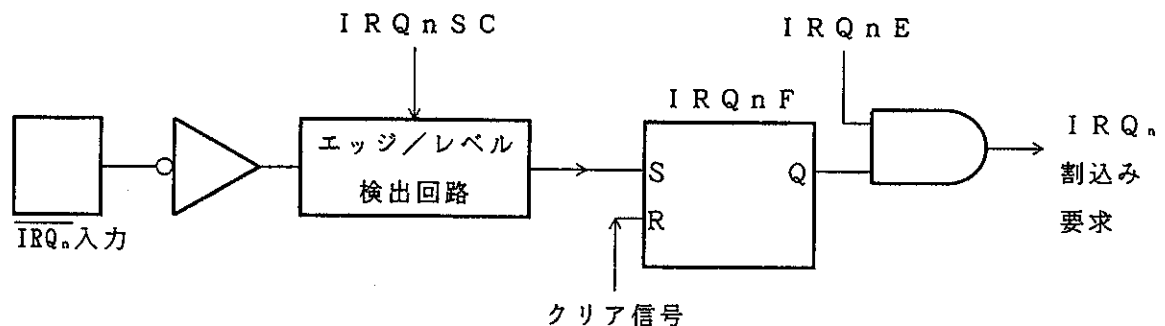 IRQnSC
IRQnE
IRQnF
エッジ/レベル
検出回路
S
Q
R
IRQₙ
割込み
要求
IRQₙ入力
クリア信号